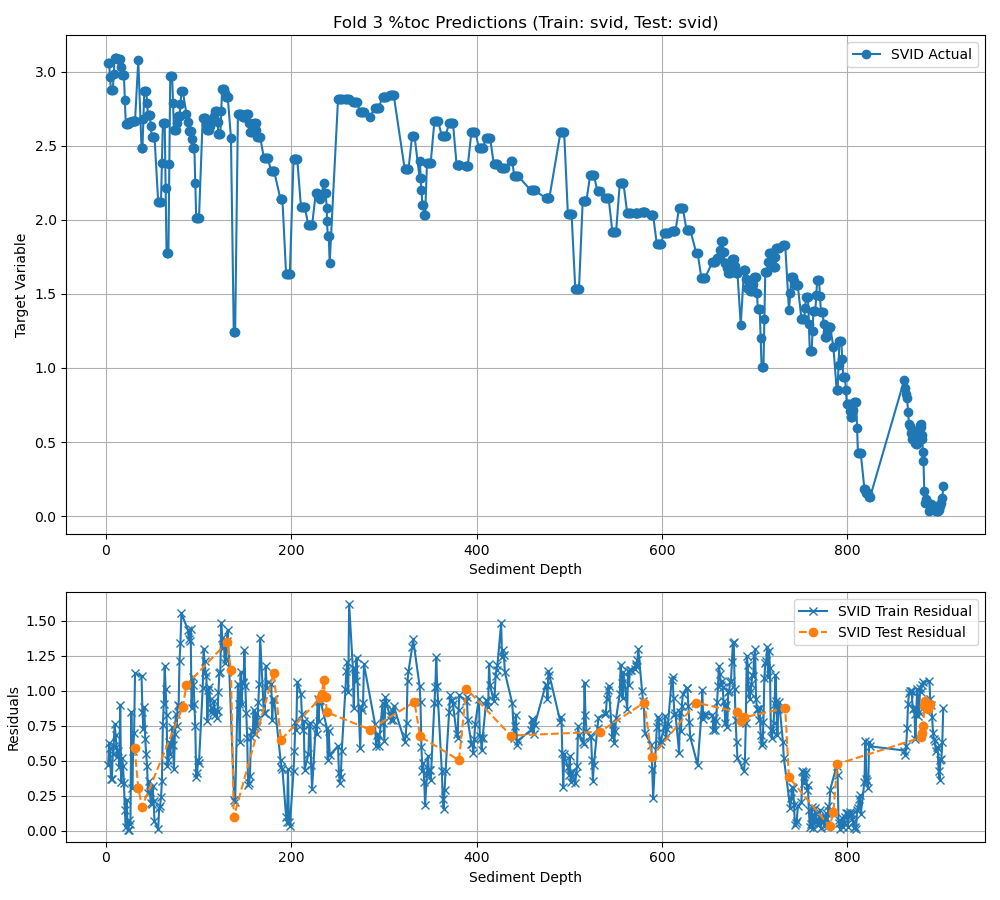 Fold 3 %toc Predictions (Train: svid, Test: svid)
SVID Actual
Target Variable
3.0
2.5
2.0
1.5
1.0
0.5
0.0
0 200 400 600 800
Sediment Depth
SVID Train Residual
SVID Test Residual
Residuals
1.50
1.25
1.00
0.75
0.50
0.25
0.00
0 200 400 600 800
Sediment Depth